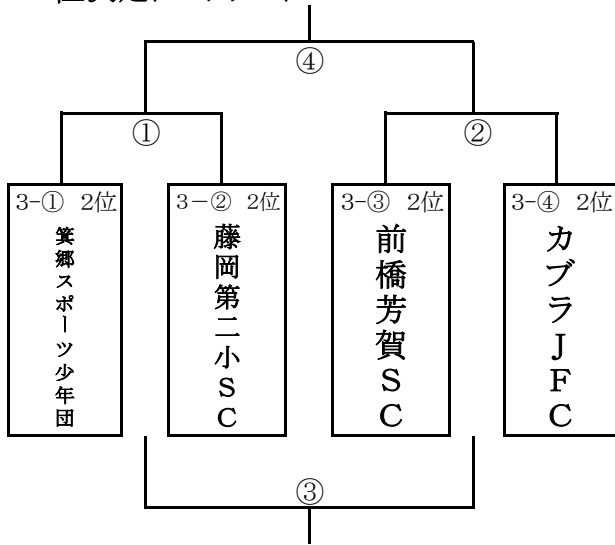 ④
①
②
3-① 2位
箕郷スポーツ少年団
3-② 2位
藤岡第二小SC
3-③ 2位
前橋芳賀SC
3-④ 2位
カブラJFC
③